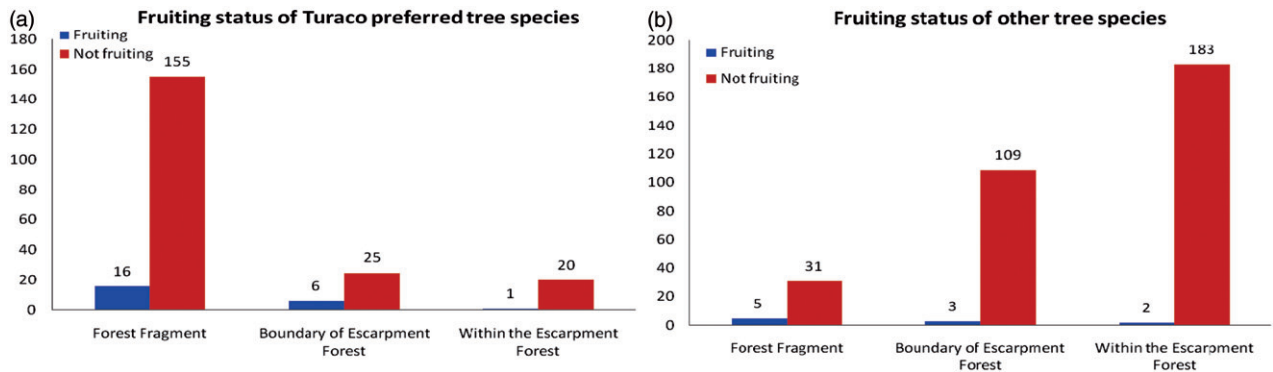 (a)
Fruiting status of Turaco preferred tree species
180
160
140
120
100
80
60
40
20
0
Fruiting
Not fruiting
16
155
6
25
1
20
Forest Fragment
Boundary of Escarpment
Forest
Within the Escarpment
Forest
(b)
Fruiting status of other tree species
200
180
160
140
120
100
80
60
40
20
0
Fruiting
Not fruiting
5
31
3
109
2
183
Forest Fragment
Boundary of Escarpment
Forest
Within the Escarpment
Forest